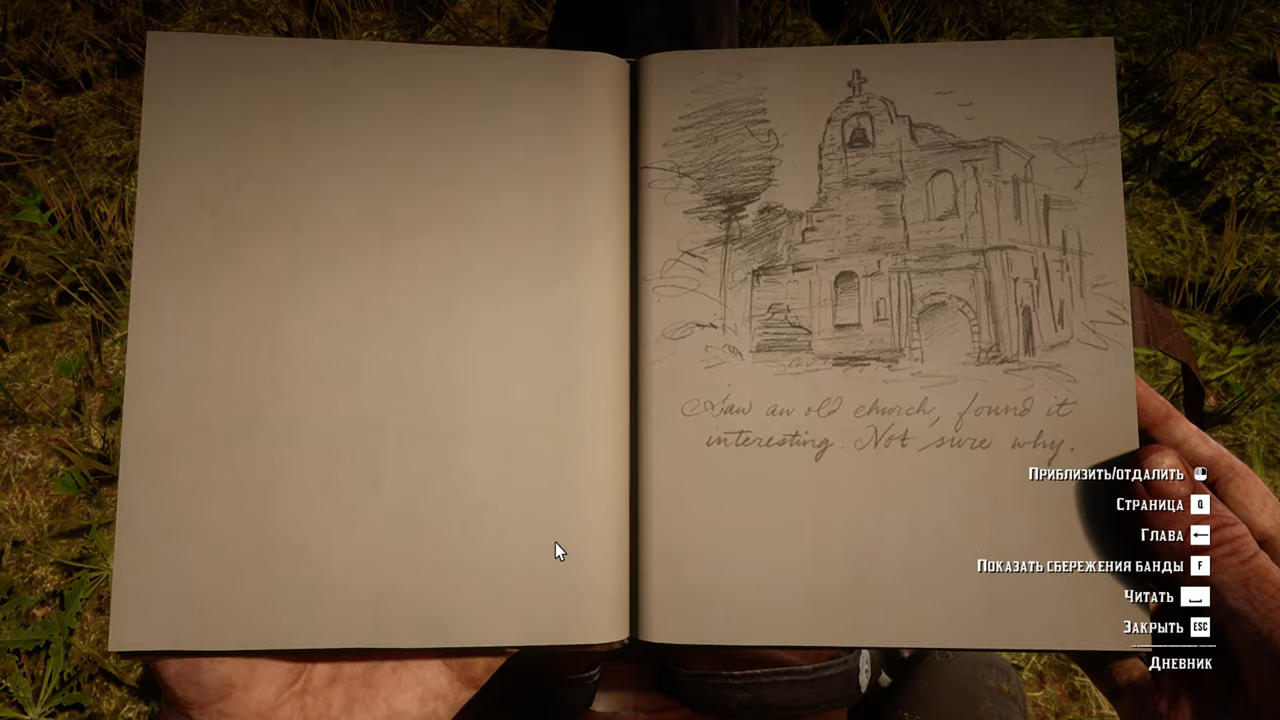 Saw an old church, found it
interesting. Not sure why.
Приблизить/отдалить
Страница Q
Глава ←
Показать сбережения банды F
Читать
Закрыть ESC
Дневник